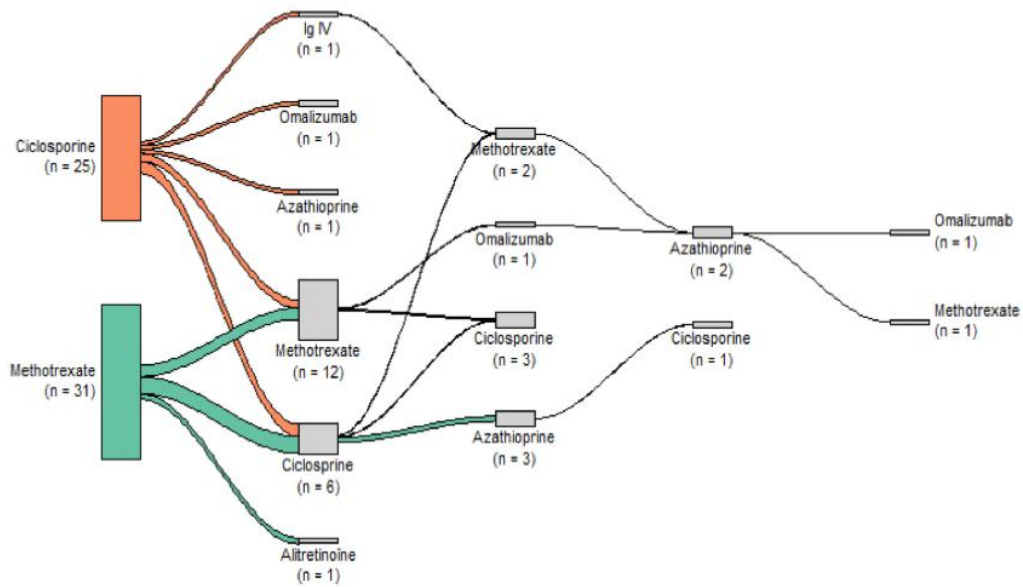 Ciclosporine
(n = 25)
Methotrexate
(n = 31)
Ig IV
(n = 1)
Omalizumab
(n = 1)
Azathioprine
(n = 1)
Methotrexate
(n = 12)
Ciclosprine
(n = 6)
Alitretinoïne
(n = 1)
Methotrexate
(n = 2)
Omalizumab
(n = 1)
Ciclosporine
(n = 3)
Azathioprine
(n = 3)
Azathioprine
(n = 2)
Ciclosporine
(n = 1)
Omalizumab
(n = 1)
Methotrexate
(n = 1)